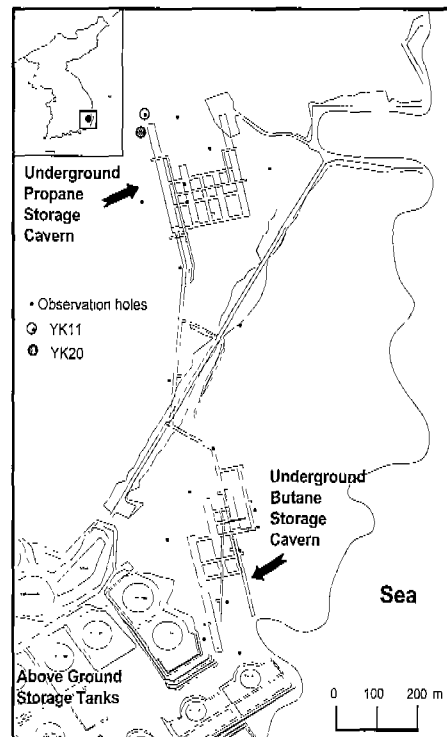 Underground
Propane
Storage
Cavern
• Observation holes
YK11
YK20
Underground
Butane
Storage
Cavern
Sea
Above Ground
Storage Tanks
0 100 200 m